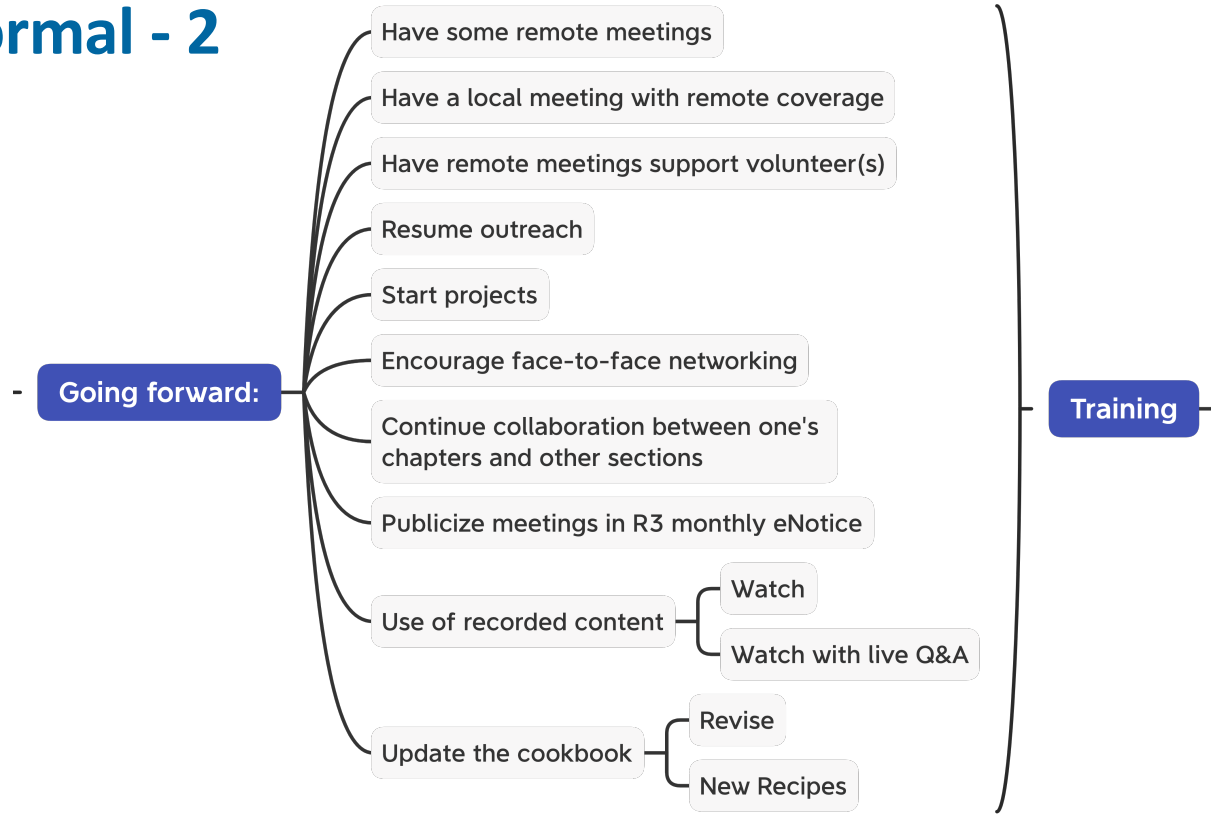 ormal - 2
Have some remote meetings
Have a local meeting with remote coverage
Have remote meetings support volunteer(s)
Resume outreach
Start projects
Encourage face-to-face networking
Going forward:
Continue collaboration between one's
chapters and other sections
Publicize meetings in R3 monthly eNotice
Use of recorded content
Watch
Watch with live Q&A
Update the cookbook
Revise
New Recipes
Training